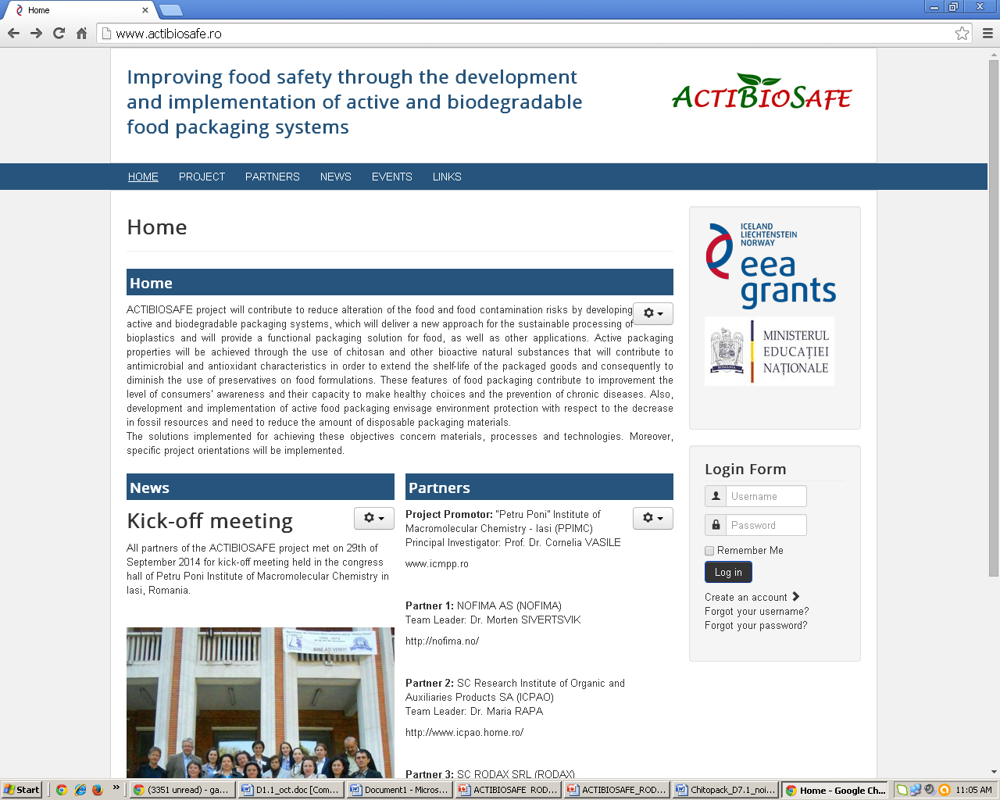 Home
www.actibiosafe.ro
Improving food safety through the development
and implementation of active and biodegradable
food packaging systems
ACTIBIOSAFE
HOME
PROJECT
PARTNERS
NEWS
EVENTS
LINKS
Home
Home
ACTIBIOSAFE project will contribute to reduce alteration of the food and food contamination risks by developing
active and biodegradable packaging systems, which will deliver a new approach for the sustainable processing of
bioplastics and will provide a functional packaging solution for food, as well as other applications. Active packaging
properties will be achieved through the use of chitosan and other bioactive natural substances that will contribute to
antimicrobial and antioxidant characteristics in order to extend the shelf-life of the packaged goods and consequently to
diminish the use of preservatives on food formulations. These features of food packaging contribute to improvement the
level of consumers' awareness and their capacity to make healthy choices and the prevention of chronic diseases. Also,
development and implementation of active food packaging envisage environment protection with respect to the decrease
in fossil resources and need to reduce the amount of disposable packaging materials.
The solutions implemented for achieving these objectives concern materials, processes and technologies. Moreover,
specific project orientations will be implemented.
News
Kick-off meeting
All partners of the ACTIBIOSAFE project met on 29th of
September 2014 for kick-off meeting held in the congress
hall of Petru Poni Institute of Macromolecular Chemistry in
Iasi, Romania.
BINE AȚI VENIT!
Partners
Project Promotor: "Petru Poni" Institute of
Macromolecular Chemistry - Iasi (PPIMC)
Principal Investigator: Prof. Dr. Cornelia VASILE
www.icmpp.ro
Partner 1: NOFIMA AS (NOFIMA)
Team Leader: Dr. Morten SIVERTSVIK
http://nofima.no/
Partner 2: SC Research Institute of Organic and
Auxiliaries Products SA (ICPAO)
Team Leader: Dr. Maria RAPA
http://www.icpao.home.ro/
Partner 3: SC RODAX SRL (RODAX)
ICELAND
LIECHTENSTEIN
NORWAY
eea
grants
ROMANIA
MINISTERUL
EDUCAȚIEI
NAȚIONALE
Login Form
Username
Password
Remember Me
Log in
Create an account
Forgot your username?
Forgot your password?
Start
(3351 unread) - ga...
D1.1_oct.doc [Com...
Document1 - Micros...
ACTIBIOSAFE ROD...
ACTIBIOSAFE_ROD...
Chitopack_D7.1_noi...
Home - Google Ch...
11:05 AM